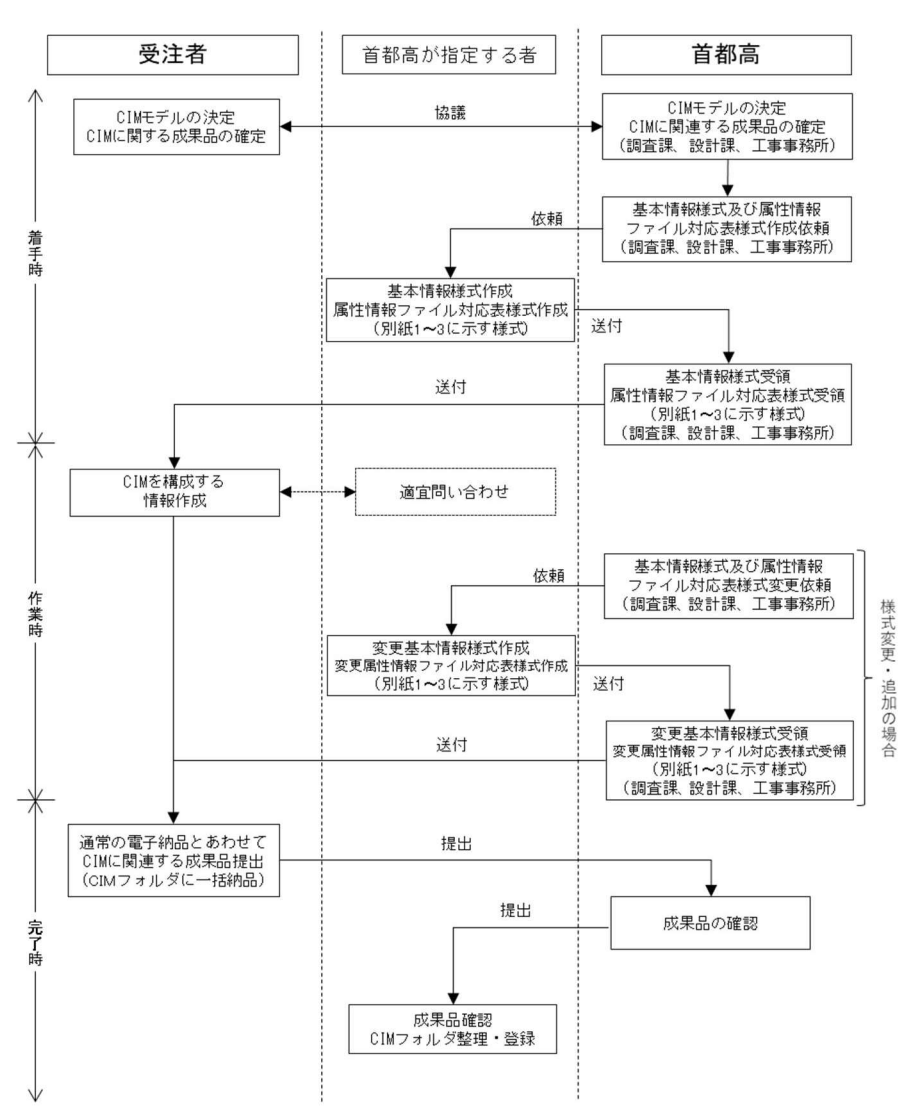 受注者
首都高が指定する者
首都高
着手時
CIMモデルの決定
CIMに関する成果品の確定
協議
CIMモデルの決定
CIMに関連する成果品の確定
(調査課、設計課、工事事務所)
基本情報様式及び属性情報
ファイル対応表様式作成依頼
(調査課、設計課、工事事務所)
依頼
基本情報様式作成
属性情報ファイル対応表様式作成
(別紙1~3に示す様式)
送付
基本情報様式受領
属性情報ファイル対応表様式受領
(別紙1~3に示す様式)
(調査課、設計課、工事事務所)
送付
作業時
CIMを構成する
情報作成
適宜問い合わせ
基本情報様式及び属性情報
ファイル対応表様式変更依頼
(調査課、設計課、工事事務所)
依頼
変更基本情報様式作成
変更属性情報ファイル対応表様式作成
(別紙1~3に示す様式)
送付
変更基本情報様式受領
変更属性情報ファイル対応表様式受領
(別紙1~3に示す様式)
(調査課、設計課、工事事務所)
送付
様式変更・追加の場合
完了時
通常の電子納品とあわせて
CIMに関連する成果品提出
(CIMフォルダに一括納品)
提出
成果品の確認
提出
成果品確認
CIMフォルダ整理・登録